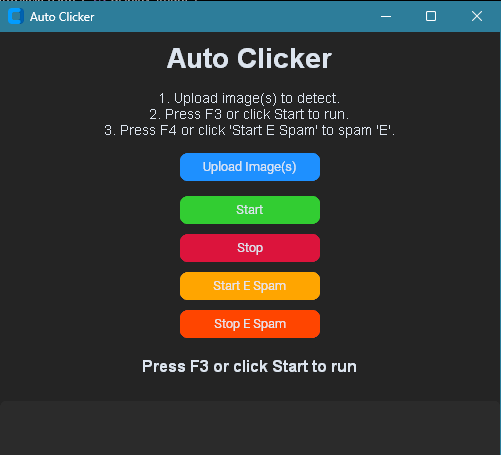 Auto Clicker
Auto Clicker
1. Upload image(s) to detect.
2. Press F3 or click Start to run.
3. Press F4 or click 'Start E Spam' to spam 'E'.
Upload Image(s)
Start
Stop
Start E Spam
Stop E Spam
Press F3 or click Start to run